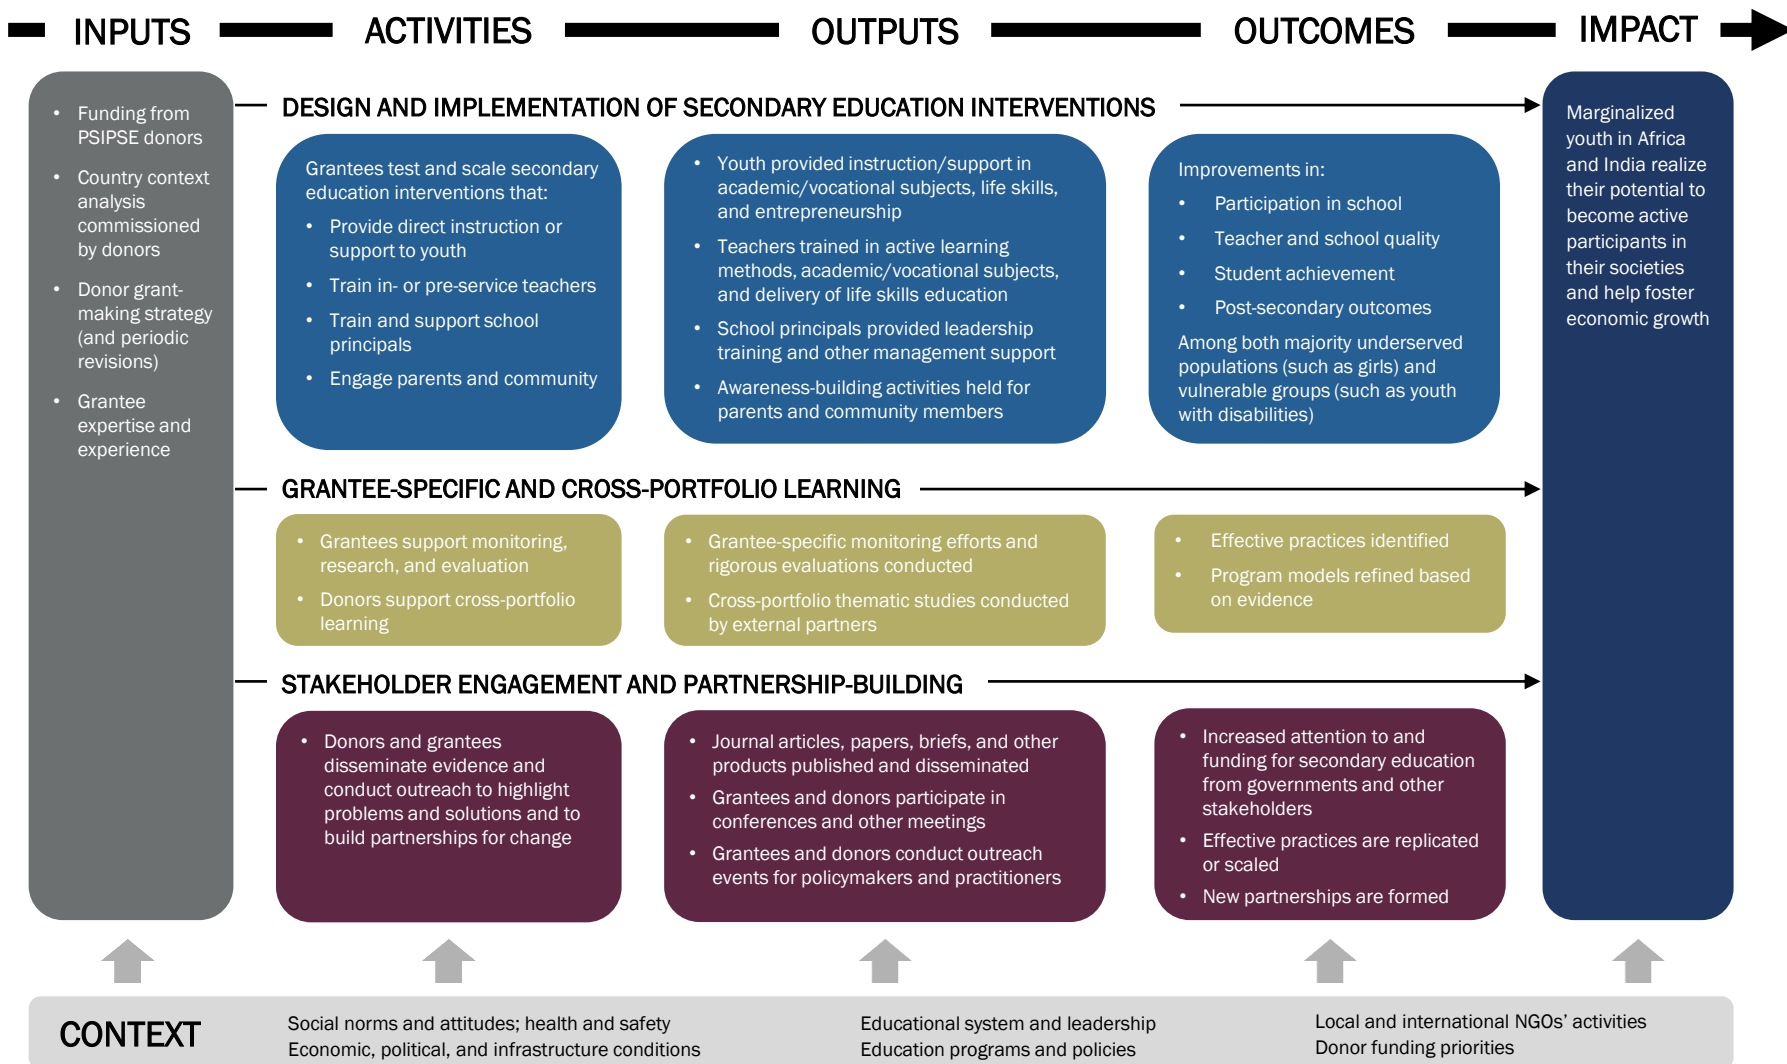 INPUTS
ACTIVITIES
OUTPUTS
OUTCOMES
IMPACT
• Funding from
PSIPSE donors
• Country context
analysis
commissioned
by donors
• Donor grant-
making strategy
(and periodic
revisions)
• Grantee
expertise and
experience
DESIGN AND IMPLEMENTATION OF SECONDARY EDUCATION INTERVENTIONS
Grantees test and scale secondary
education interventions that:
• Provide direct instruction or
support to youth
• Train in- or pre-service teachers
• Train and support school
principals
• Engage parents and community
• Youth provided instruction/support in
academic/vocational subjects, life skills,
and entrepreneurship
• Teachers trained in active learning
methods, academic/vocational subjects,
and delivery of life skills education
• School principals provided leadership
training and other management support
• Awareness-building activities held for
parents and community members
Improvements in:
• Participation in school
• Teacher and school quality
• Student achievement
• Post-secondary outcomes
Among both majority underserved
populations (such as girls) and
vulnerable groups (such as youth
with disabilities)
GRANTEE-SPECIFIC AND CROSS-PORTFOLIO LEARNING
• Grantees support monitoring,
research, and evaluation
• Donors support cross-portfolio
learning
• Grantee-specific monitoring efforts and
rigorous evaluations conducted
• Cross-portfolio thematic studies conducted
by external partners
• Effective practices identified
• Program models refined based
on evidence
STAKEHOLDER ENGAGEMENT AND PARTNERSHIP-BUILDING
• Donors and grantees
disseminate evidence and
conduct outreach to highlight
problems and solutions and to
build partnerships for change
• Journal articles, papers, briefs, and other
products published and disseminated
• Grantees and donors participate in
conferences and other meetings
• Grantees and donors conduct outreach
events for policymakers and practitioners
• Increased attention to and
funding for secondary education
from governments and other
stakeholders
• Effective practices are replicated
or scaled
• New partnerships are formed
Marginalized
youth in Africa
and India realize
their potential to
become active
participants in
their societies
and help foster
economic growth
CONTEXT
Social norms and attitudes; health and safety
Economic, political, and infrastructure conditions
Educational system and leadership
Education programs and policies
Local and international NGOs' activities
Donor funding priorities